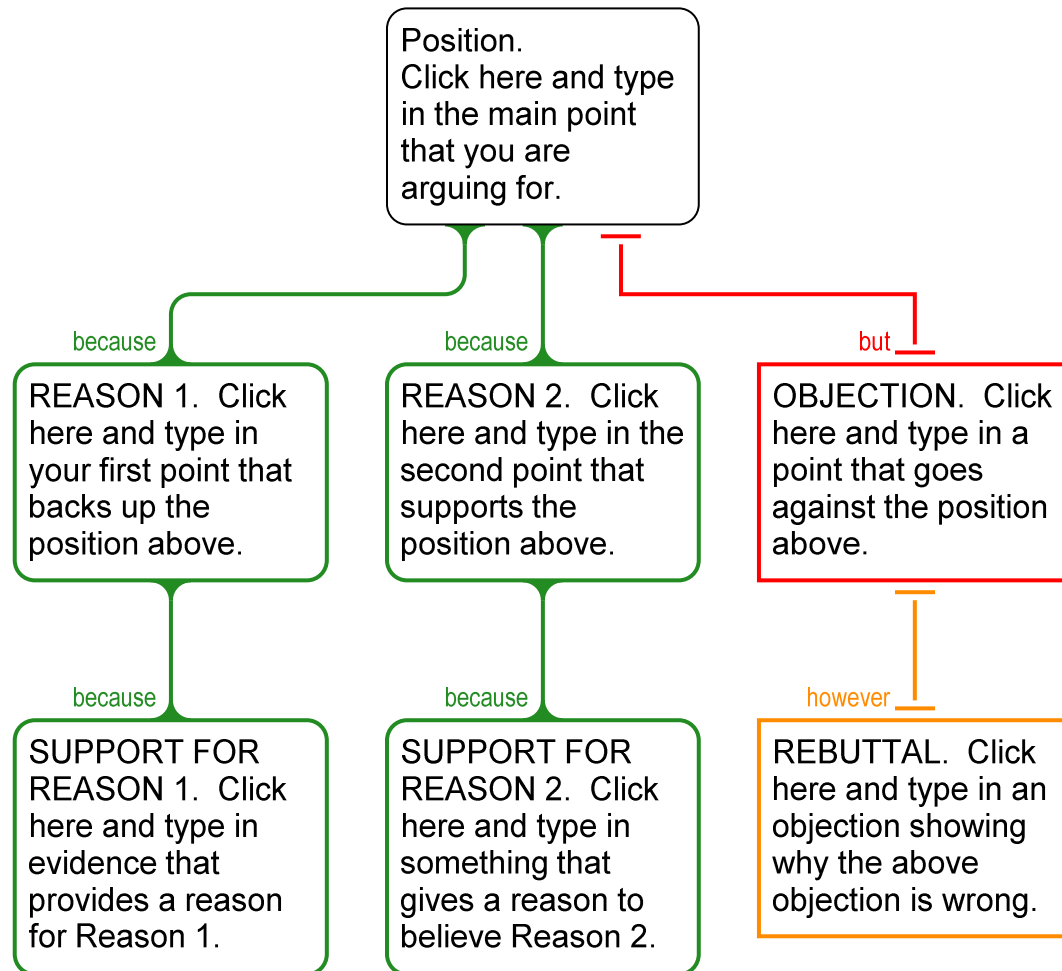 Position.
Click here and type
in the main point
that you are
arguing for.
because
because
but
REASON 1.  Click
here and type in
your first point that
backs up the
position above.
REASON 2.  Click
here and type in the
second point that
supports the
position above.
OBJECTION.  Click
here and type in a
point that goes
against the position
above.
because
because
however
SUPPORT FOR
REASON 1.  Click
here and type in
evidence that
provides a reason
for Reason 1.
SUPPORT FOR
REASON 2.  Click
here and type in
something that
gives a reason to
believe Reason 2.
REBUTTAL.  Click
here and type in an
objection showing
why the above
objection is wrong.